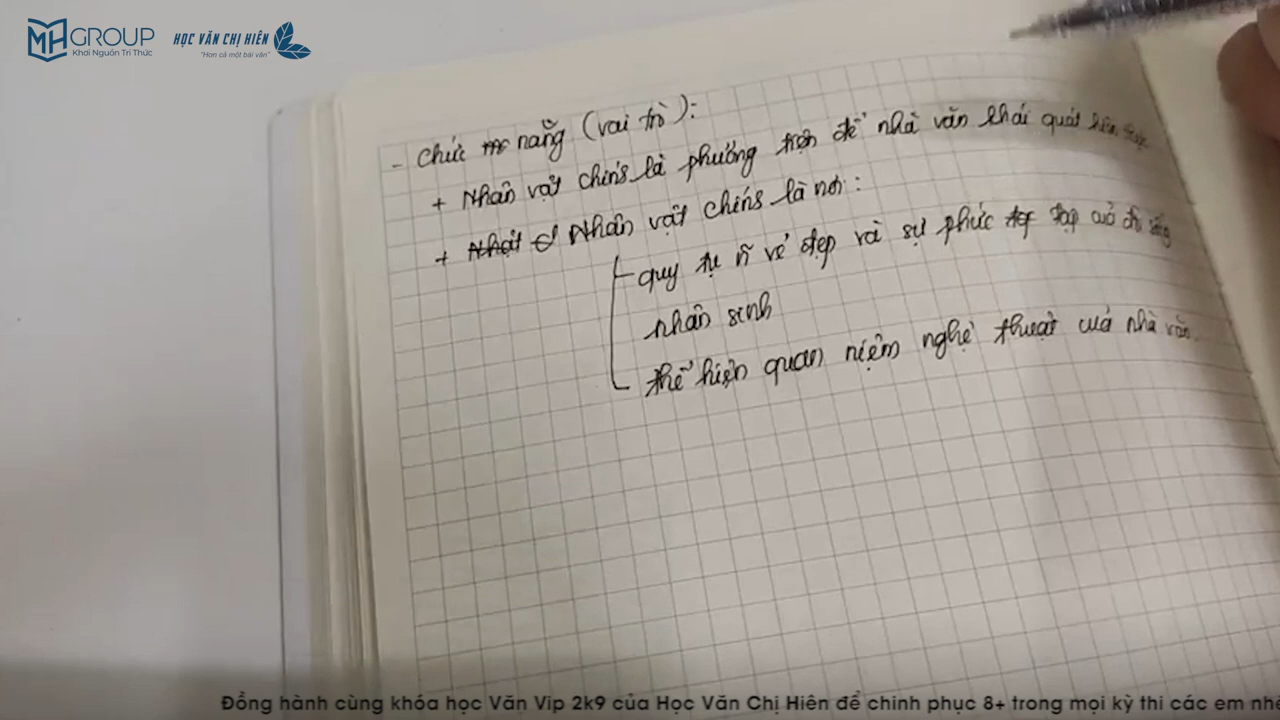 MH GROUP
Khơi Nguồn Tri Thức
HỌC VĂN CHỊ HIÊN
"Hơn cả một bài văn"
- Chức năng (vai trò):
+ Nhân vật chính là phương tiện để nhà văn khái quát hiện thực
+ Nhân vật chính là nơi:
quy tụ vẻ đẹp và sự phức tạp của đời sống
nhân sinh
thể hiện quan niệm nghệ thuật của nhà văn.
Đồng hành cùng khóa học Văn Vip 2k9 của Học Văn Chị Hiên để chinh phục 8+ trong mọi kỳ thi các em nhé